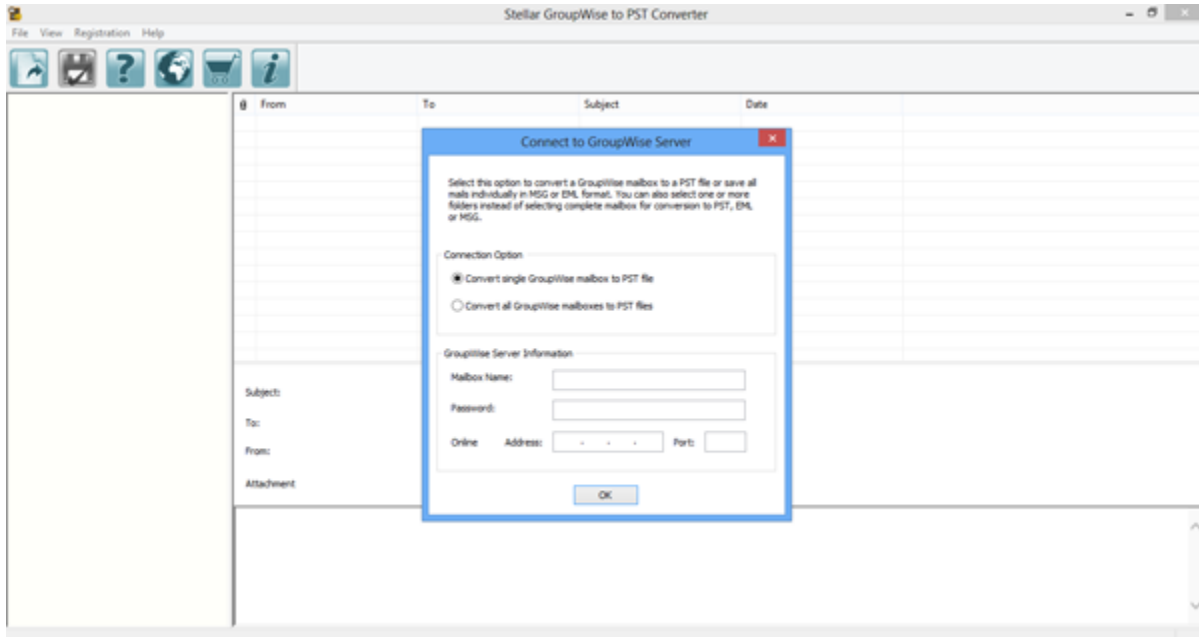 Stellar GroupWise to PST Converter
File View Registration Help
From To Subject Date
Connect to GroupWise Server
Select this option to convert a GroupWise mailbox to a PST file or save all
mails individually in MSG or EML format. You can also select one or more
folders instead of selecting complete mailbox for conversion to PST, EML
or MSG.
Connection Option
Convert single GroupWise mailbox to PST file
Convert all GroupWise mailboxes to PST files
GroupWise Server Information
Mailbox Name:
Password:
Online Address: . . . Port:
OK
Subject:
To:
From:
Attachment